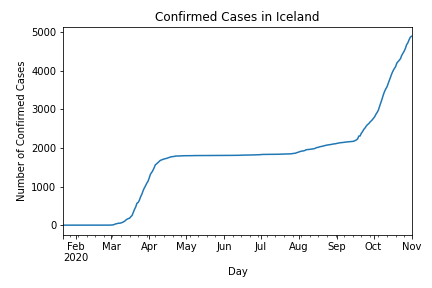 Confirmed Cases in Iceland
Number of Confirmed Cases
5000
4000
3000
2000
1000
0
Feb Mar Apr May Jun Jul Aug Sep Oct Nov
2020
Day